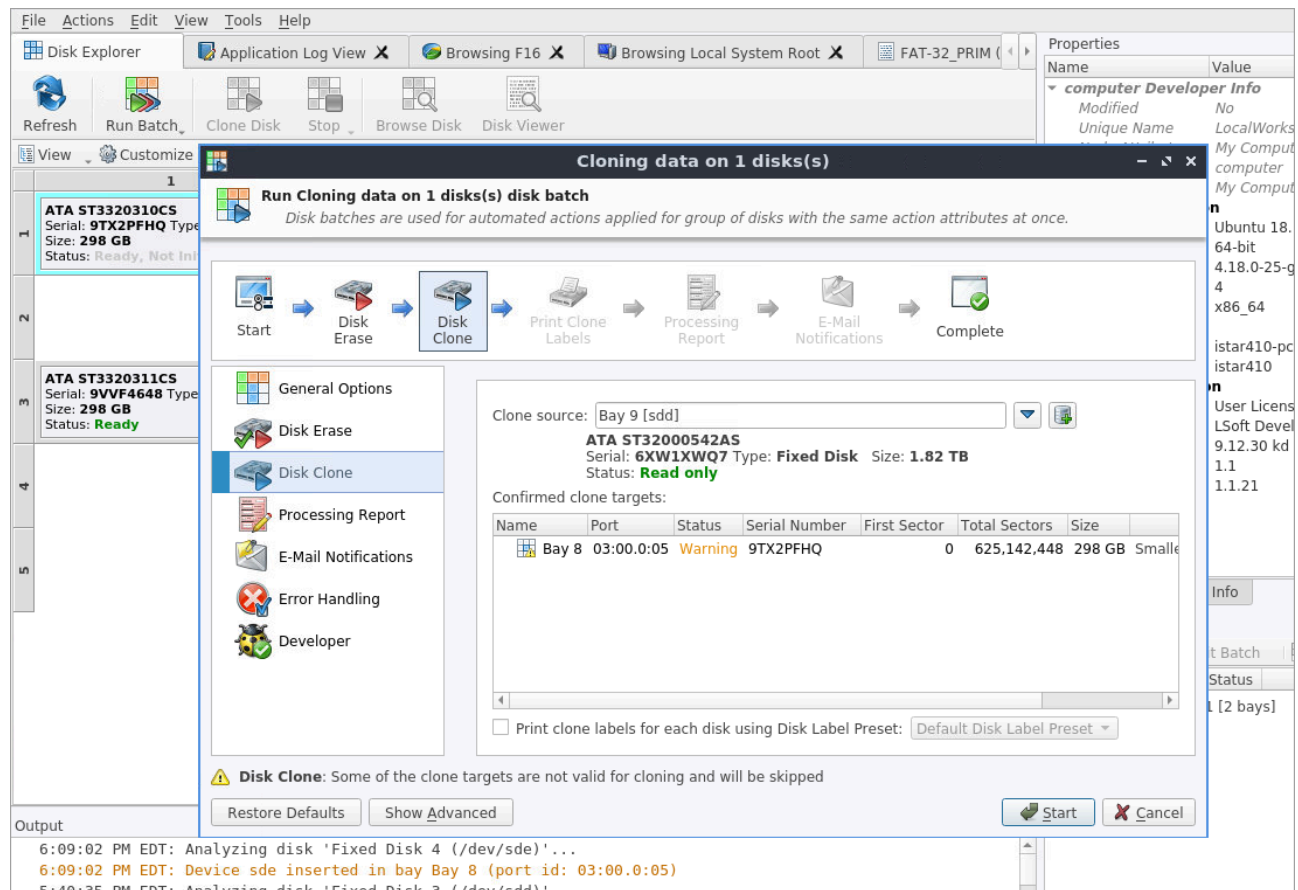 File Actions Edit View Tools Help
Disk Explorer
Application Log View
Browsing F16
Browsing Local System Root
FAT-32_PRIM (
Refresh
Run Batch
Clone Disk
Stop
Browse Disk
Disk Viewer
View
Customize
1
1
ATA ST3320310CS
Serial: 9TX2PFHQ Type
Size: 298 GB
Status: Ready, Not Ini
2
3
ATA ST3320311CS
Serial: 9VVF4648 Type
Size: 298 GB
Status: Ready
4
5
Properties
Name Value
computer Developer Info
Modified No
Unique Name LocalWorks
My Comput
computer
My Comput
n
Ubuntu 18.
64-bit
4.18.0-25-g
4
x86_64
istar410-pc
istar410
on
User Licens
LSoft Devel
9.12.30 kd
1.1
1.1.21
Info
t Batch
Status
1 [2 bays]
Cloning data on 1 disks(s)
Run Cloning data on 1 disks(s) disk batch
Disk batches are used for automated actions applied for group of disks with the same action attributes at once.
Start
Disk
Erase
Disk
Clone
Print Clone
Labels
Processing
Report
E-Mail
Notifications
Complete
General Options
Disk Erase
Disk Clone
Processing Report
E-Mail Notifications
Error Handling
Developer
Clone source: Bay 9 [sdd]
ATA ST32000542AS
Serial: 6XW1XWQ7 Type: Fixed Disk Size: 1.82 TB
Status: Read only
Confirmed clone targets:
Name Port Status Serial Number First Sector Total Sectors Size
Bay 8 03:00.0:05 Warning 9TX2PFHQ 0 625,142,448 298 GB Smalle
Print clone labels for each disk using Disk Label Preset: Default Disk Label Preset
Disk Clone: Some of the clone targets are not valid for cloning and will be skipped
Restore Defaults
Show Advanced
Start
Cancel
Output
6:09:02 PM EDT: Analyzing disk 'Fixed Disk 4 (/dev/sde)'...
6:09:02 PM EDT: Device sde inserted in bay Bay 8 (port id: 03:00.0:05)
5:40:35 PM EDT: Analyzing disk 'Fixed Disk 3 (/dev/sdd)'